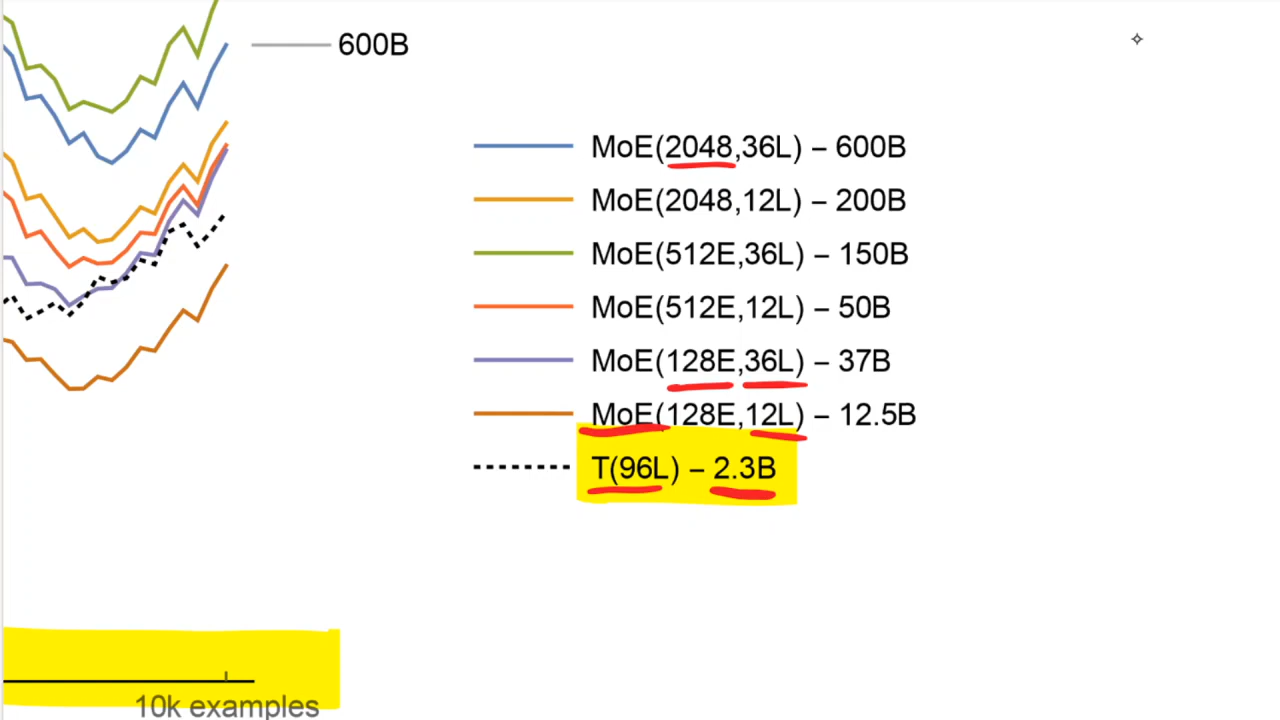 600B
MoE(2048,36L) – 600B
MoE(2048,12L) – 200B
MoE(512E,36L) – 150B
MoE(512E,12L) – 50B
MoE(128E,36L) – 37B
MoE(128E,12L) – 12.5B
T(96L) – 2.3B
10k examples